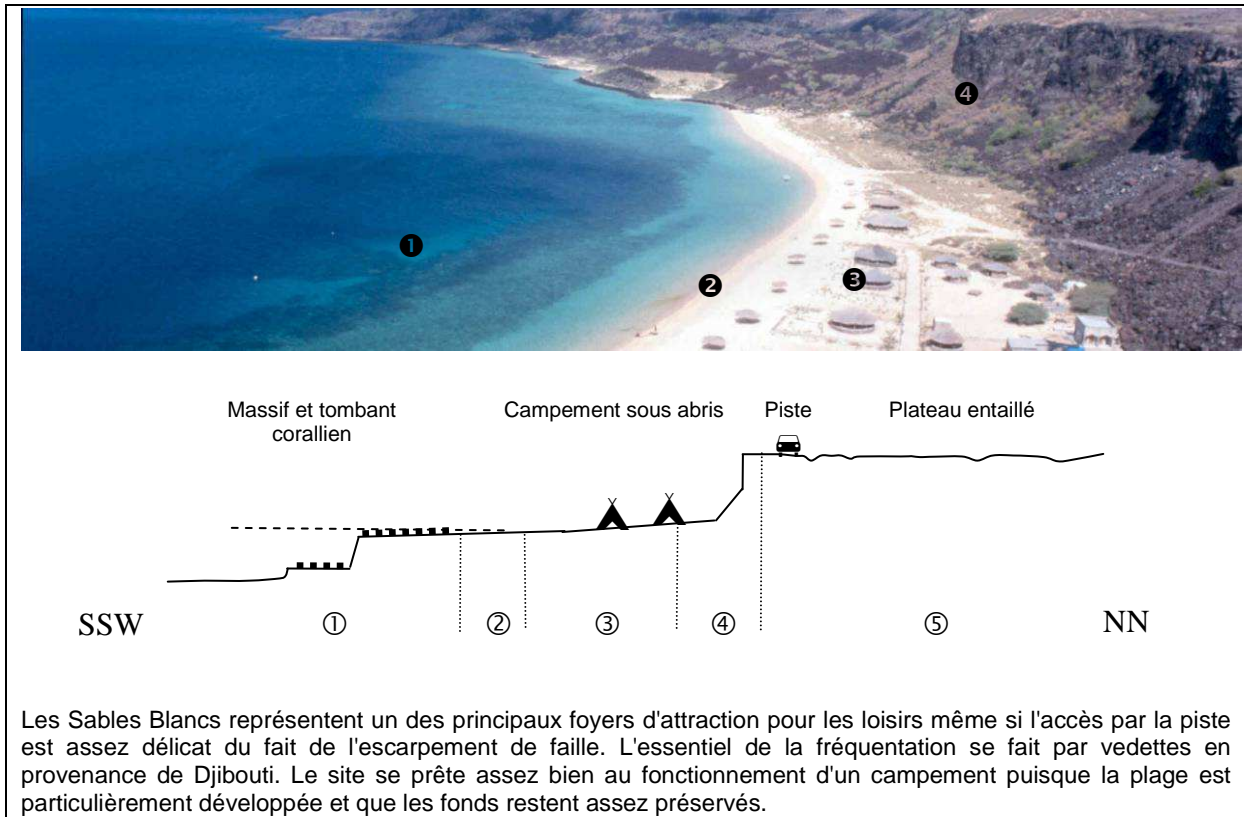 ❶
❷
❸
❹
Massif et tombant
corallien
Campement sous abris
Piste
Plateau entaillé
SSW ① ② ③ ④ ⑤ NN
Les Sables Blancs représentent un des principaux foyers d'attraction pour les loisirs même si l'accès par la piste
est assez délicat du fait de l'escarpement de faille. L'essentiel de la fréquentation se fait par vedettes en
provenance de Djibouti. Le site se prête assez bien au fonctionnement d'un campement puisque la plage est
particulièrement développée et que les fonds restent assez préservés.